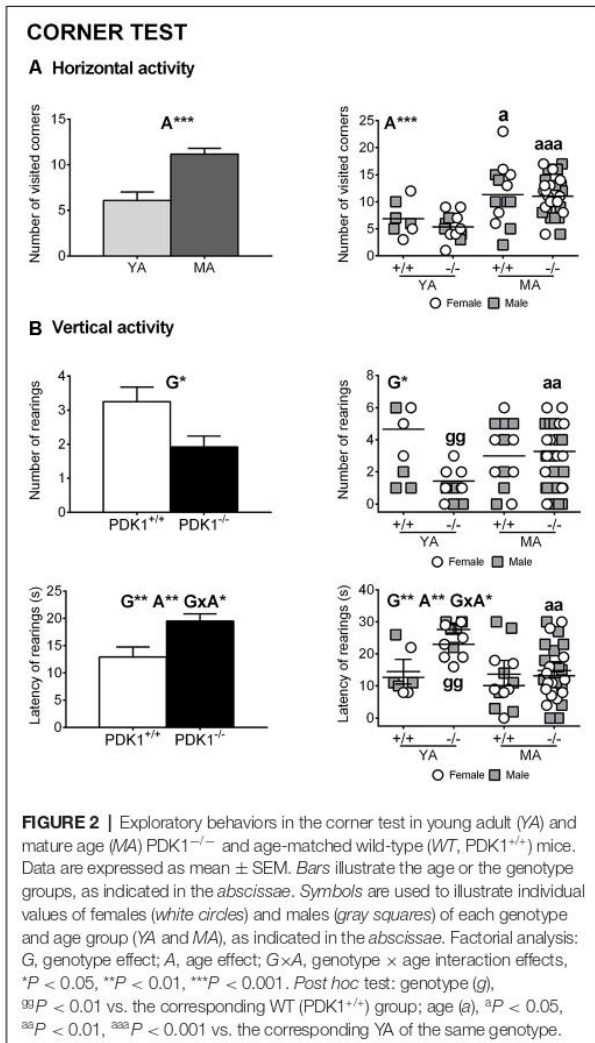 CORNER TEST
A Horizontal activity
Number of visited corners
15
10
5
0
A***
YA
MA
Number of visited corners
25
20
15
10
5
0
A***
a
aaa
+/+
-/-
+/+
-/-
YA
MA
Female
Male
B Vertical activity
Number of rearings
4
3
2
1
0
G*
PDK1+/+
PDK1-/-
Number of rearings
8
6
4
2
0
G*
gg
aa
+/+
-/-
+/+
-/-
YA
MA
Female
Male
Latency of rearings (s)
25
20
15
10
5
0
G** A** GxA*
PDK1+/+
PDK1-/-
Latency of rearings (s)
40
30
20
10
0
G** A** GxA*
gg
aa
+/+
-/-
+/+
-/-
YA
MA
Female
Male
FIGURE 2 | Exploratory behaviors in the corner test in young adult (YA) and
mature age (MA) PDK1−/− and age-matched wild-type (WT, PDK1+/+) mice.
Data are expressed as mean ± SEM. Bars illustrate the age or the genotype
groups, as indicated in the abscissae. Symbols are used to illustrate individual
values of females (white circles) and males (gray squares) of each genotype
and age group (YA and MA), as indicated in the abscissae. Factorial analysis:
G, genotype effect; A, age effect; G×A, genotype × age interaction effects,
*P < 0.05, **P < 0.01, ***P < 0.001. Post hoc test: genotype (g),
ggP < 0.01 vs. the corresponding WT (PDK1+/+) group; age (a), aP < 0.05,
aaP < 0.01, aaaP < 0.001 vs. the corresponding YA of the same genotype.